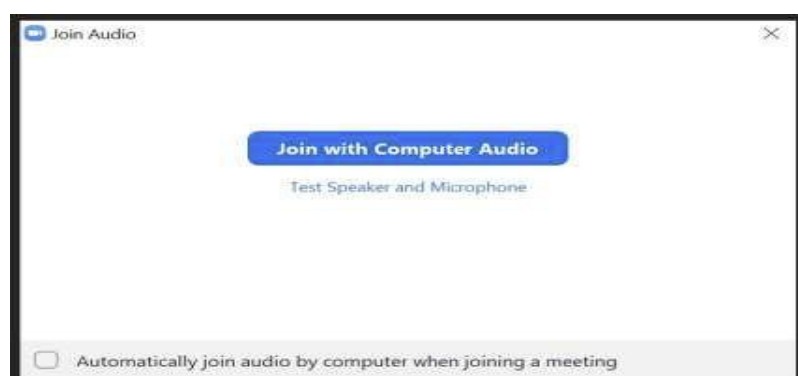 Join Audio
Join with Computer Audio
Test Speaker and Microphone
Automatically join audio by computer when joining a meeting